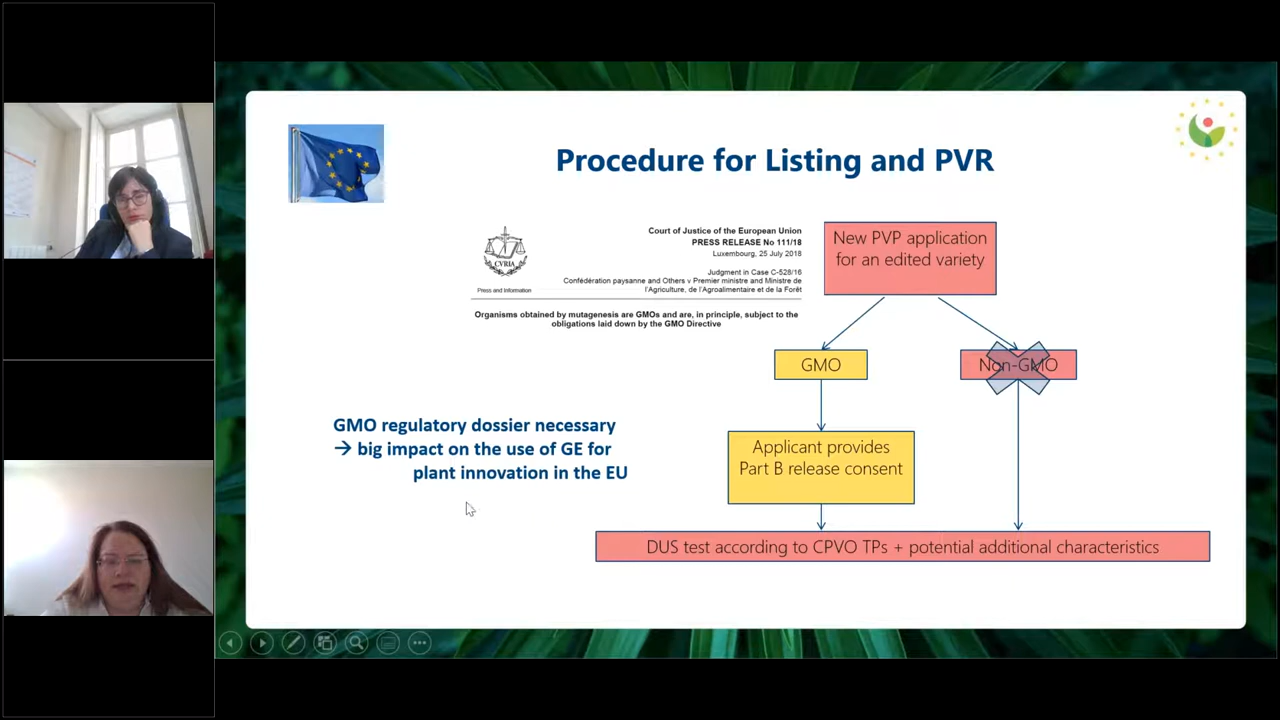 Procedure for Listing and PVR
Court of Justice of the European Union
PRESS RELEASE No 111/18
Luxembourg, 25 July 2018
Judgment in Case C-528/16
CVRIA
Press and Information
Confédération paysanne and Others v Premier ministre and Ministre de
l'Agriculture, de l'Agroalimentaire et de la Forêt
Organisms obtained by mutagenesis are GMOs and are, in principle, subject to the
obligations laid down by the GMO Directive
New PVP application
for an edited variety
GMO
Non-GMO
GMO regulatory dossier necessary
→ big impact on the use of GE for
plant innovation in the EU
Applicant provides
Part B release consent
DUS test according to CPVO TPs + potential additional characteristics